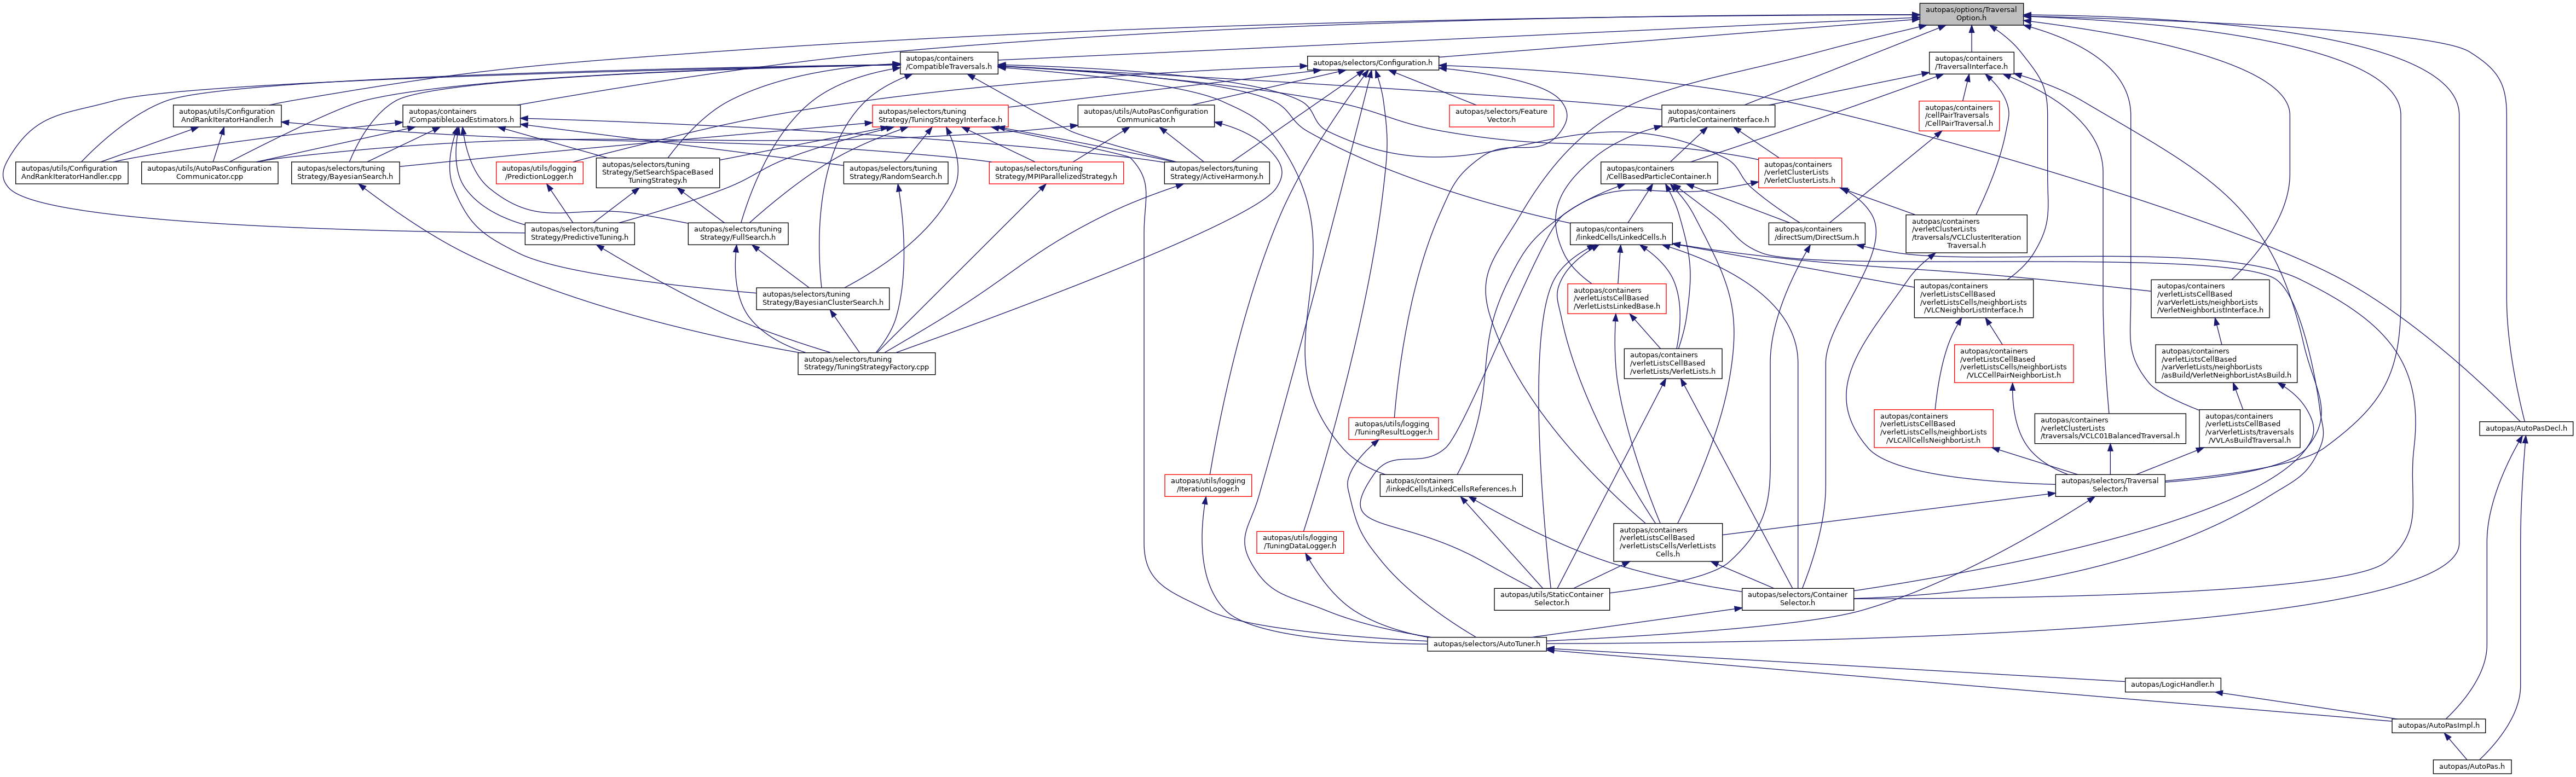 autopas/options/Traversal
Option.h
autopas/containers
/CompatibleTraversals.h
autopas/selectors/Configuration.h
autopas/containers
/TraversalInterface.h
autopas/utils/Configuration
AndRankIteratorHandler.h
autopas/containers
/CompatibleLoadEstimators.h
autopas/selectors/tuning
Strategy/TuningStrategyInterface.h
autopas/utils/AutoPasConfiguration
Communicator.h
autopas/selectors/Feature
Vector.h
autopas/containers
/ParticleContainerInterface.h
autopas/containers
/cellPairTraversals
/CellPairTraversal.h
autopas/utils/Configuration
AndRankIteratorHandler.cpp
autopas/utils/AutoPasConfiguration
Communicator.cpp
autopas/selectors/tuning
Strategy/BayesianSearch.h
autopas/utils/logging
/PredictionLogger.h
autopas/selectors/tuning
Strategy/SetSearchSpaceBased
TuningStrategy.h
autopas/selectors/tuning
Strategy/RandomSearch.h
autopas/selectors/tuning
Strategy/MPIParallelizedStrategy.h
autopas/selectors/tuning
Strategy/ActiveHarmony.h
autopas/containers
/CellBasedParticleContainer.h
autopas/containers
/verletClusterLists
/VerletClusterLists.h
autopas/selectors/tuning
Strategy/PredictiveTuning.h
autopas/selectors/tuning
Strategy/FullSearch.h
autopas/containers
/linkedCells/LinkedCells.h
autopas/containers
/directSum/DirectSum.h
autopas/containers
/verletClusterLists
/traversals/VCLClusterIteration
Traversal.h
autopas/selectors/tuning
Strategy/BayesianClusterSearch.h
autopas/containers
/verletListsCellBased
/VerletListsLinkedBase.h
autopas/containers
/verletListsCellBased
/verletListsCells/neighborLists
/VLCNeighborListInterface.h
autopas/containers
/verletListsCellBased
/varVerletLists/neighborLists
/VerletNeighborListInterface.h
autopas/selectors/tuning
Strategy/TuningStrategyFactory.cpp
autopas/containers
/verletListsCellBased
/verletLists/VerletLists.h
autopas/containers
/verletListsCellBased
/verletListsCells/neighborLists
/VLCCellPairNeighborList.h
autopas/containers
/verletListsCellBased
/varVerletLists/neighborLists
/asBuild/VerletNeighborListAsBuild.h
autopas/utils/logging
/TuningResultLogger.h
autopas/containers
/verletListsCellBased
/verletListsCells/neighborLists
/VLCAllCellsNeighborList.h
autopas/containers
/verletClusterLists
/traversals/VCLC01BalancedTraversal.h
autopas/containers
/verletListsCellBased
/varVerletLists/traversals
/VVLAsBuildTraversal.h
autopas/AutoPasDecl.h
autopas/utils/logging
/IterationLogger.h
autopas/containers
/linkedCells/LinkedCellsReferences.h
autopas/selectors/Traversal
Selector.h
autopas/utils/logging
/TuningDataLogger.h
autopas/containers
/verletListsCellBased
/verletListsCells/VerletLists
Cells.h
autopas/utils/StaticContainer
Selector.h
autopas/selectors/Container
Selector.h
autopas/selectors/AutoTuner.h
autopas/LogicHandler.h
autopas/AutoPasImpl.h
autopas/AutoPas.h